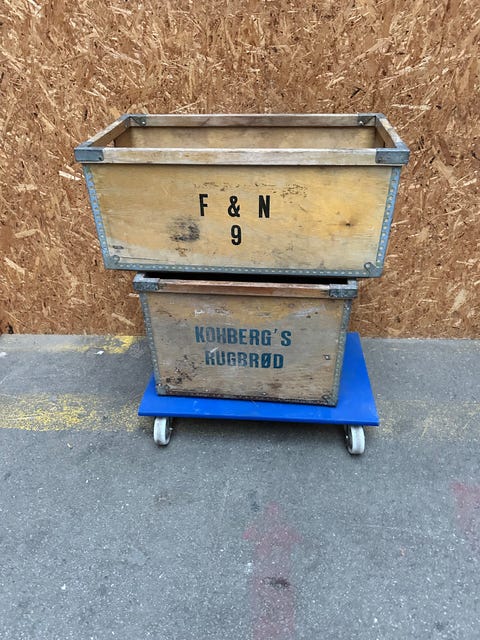 F & N
9
KOHBERG'S
RUGBRØD